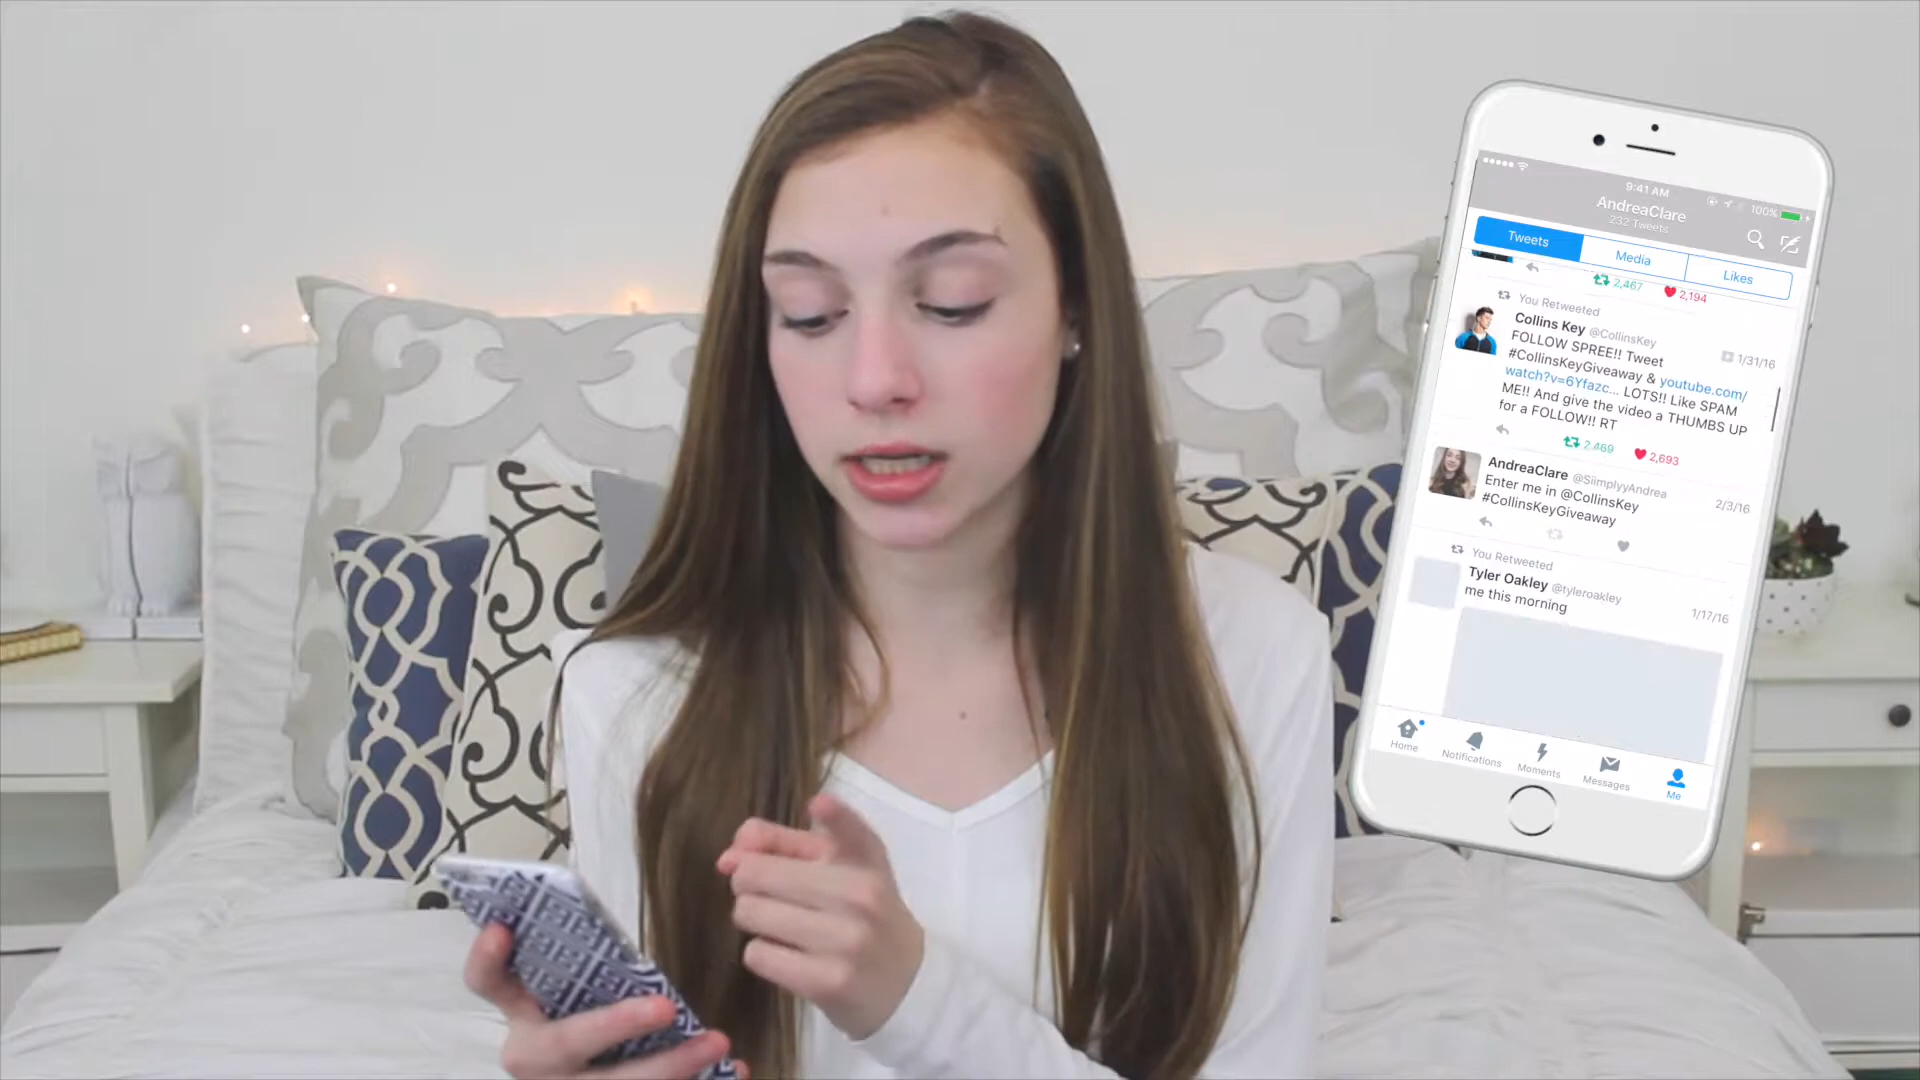 9:41 AM
100%
AndreaClare
232 Tweets
Tweets
Media
Likes
2,467
2,194
You Retweeted
Collins Key @CollinsKey
1/31/16
FOLLOW SPREE!! Tweet
#CollinsKeyGiveaway & youtube.com/
watch?v=6Yfazc... LOTS!! Like SPAM
ME!! And give the video a THUMBS UP
for a FOLLOW!! RT
2,469
2,693
AndreaClare @SiimplyyAndrea
2/3/16
Enter me in @CollinsKey
#CollinsKeyGiveaway
You Retweeted
Tyler Oakley @tyleroakley
1/17/16
me this morning
Home
Notifications
Moments
Messages
Me